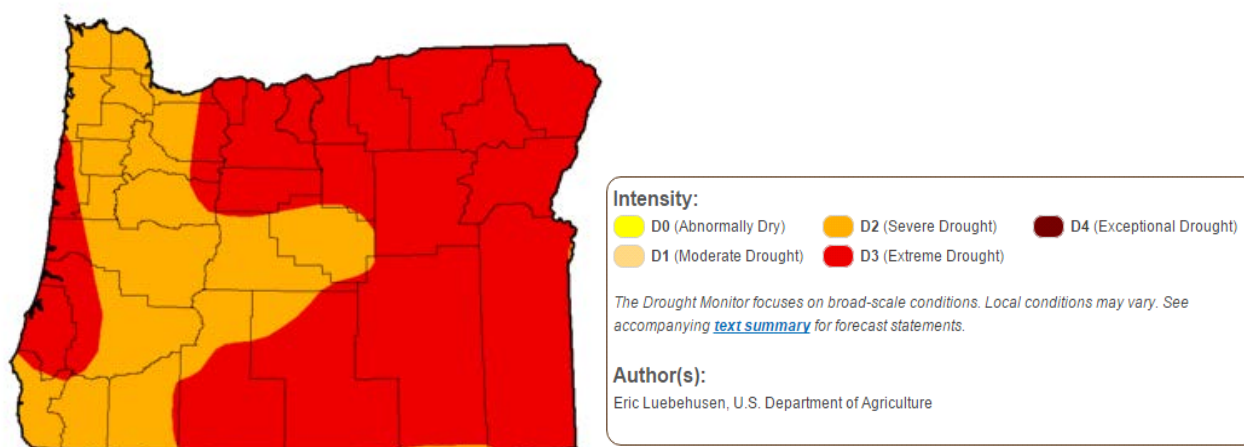 Intensity:
D0 (Abnormally Dry)
D2 (Severe Drought)
D4 (Exceptional Drought)
D1 (Moderate Drought)
D3 (Extreme Drought)
The Drought Monitor focuses on broad-scale conditions. Local conditions may vary. See
accompanying text summary for forecast statements.
Author(s):
Eric Luebehusen, U.S. Department of Agriculture